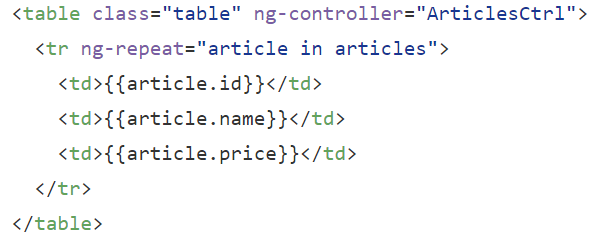 <table class="table" ng-controller="ArticlesCtrl">
  <tr ng-repeat="article in articles">
    <td>{{article.id}}</td>
    <td>{{article.name}}</td>
    <td>{{article.price}}</td>
  </tr>
</table>